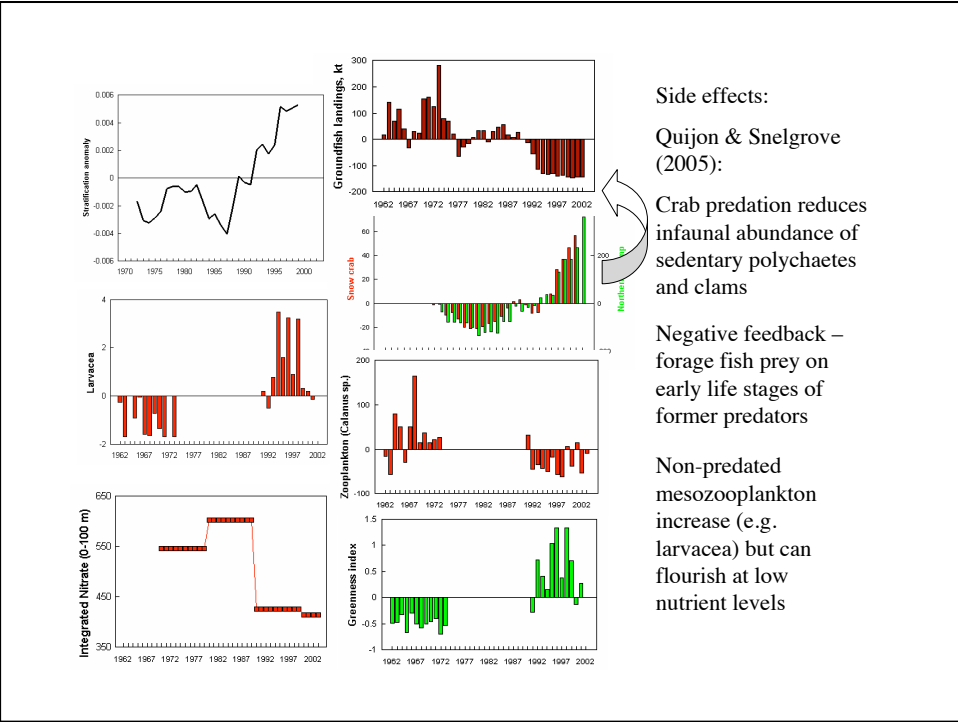 0.006
0.004
0.002
0
-0.002
-0.004
-0.006
Stratification anomaly
1970 1975 1980 1985 1990 1995 2000
300
200
100
0
-100
-200
Groundfish landings, kt
1962 1967 1972 1977 1982 1987 1992 1997 2002
60
40
20
0
-20
Snow crab
200
0
4
2
0
-2
Larvacea
1962 1967 1972 1977 1982 1987 1992 1997 2002
200
100
0
-100
Zooplankton (Calanus sp.)
1962 1967 1972 1977 1982 1987 1992 1997 2002
650
550
450
350
Integrated Nitrate (0-100 m)
1962 1967 1972 1977 1982 1987 1992 1997 2002
1.5
1
0.5
0
-0.5
-1
Greenness index
1962 1967 1972 1977 1982 1987 1992 1997 2002
Side effects:
Quijon & Snelgrove
(2005):
Crab predation reduces
infaunal abundance of
sedentary polychaetes
and clams
Negative feedback –
forage fish prey on
early life stages of
former predators
Non-predated
mesozooplankton
increase (e.g.
larvacea) but can
flourish at low
nutrient levels